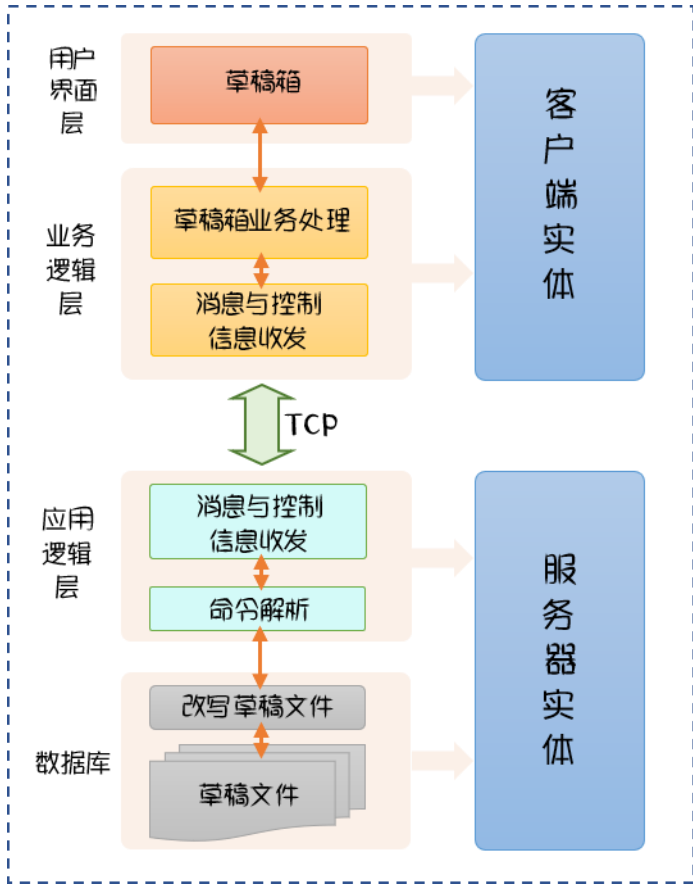 用户
界面
层
草稿箱
客
户
端
实
体
业务
逻辑
层
草稿箱业务处理
消息与控制
信息收发
TCP
应用
逻辑
层
消息与控制
信息收发
命令解析
服
务
器
实
体
数据库
改写草稿文件
草稿文件